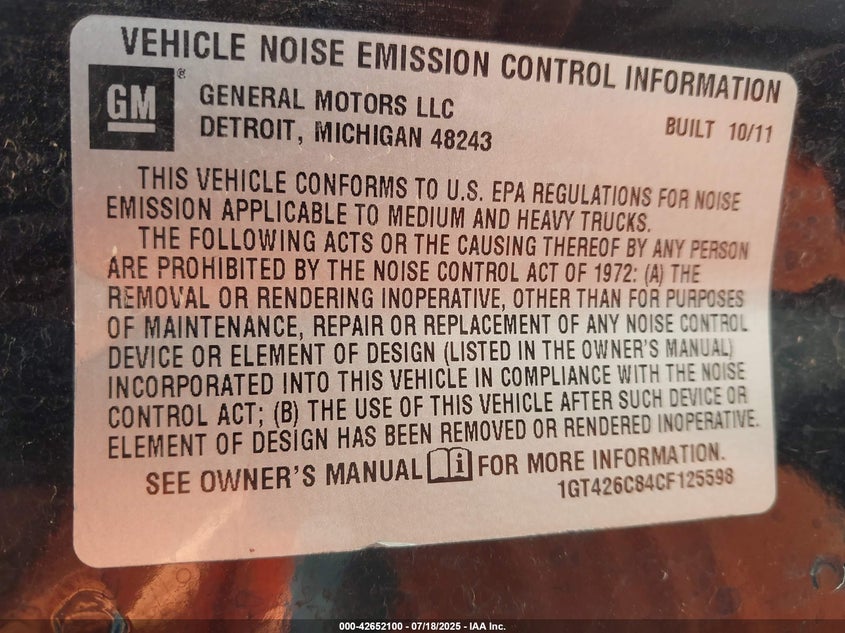 VEHICLE NOISE EMISSION CONTROL INFORMATION
GM®
GENERAL MOTORS LLC
DETROIT, MICHIGAN 48243
BUILT 10/11
THIS VEHICLE CONFORMS TO U.S. EPA REGULATIONS FOR NOISE
EMISSION APPLICABLE TO MEDIUM AND HEAVY TRUCKS.
THE FOLLOWING ACTS OR THE CAUSING THEREOF BY ANY PERSON
ARE PROHIBITED BY THE NOISE CONTROL ACT OF 1972: (A) THE
REMOVAL OR RENDERING INOPERATIVE, OTHER THAN FOR PURPOSES
OF MAINTENANCE, REPAIR OR REPLACEMENT OF ANY NOISE CONTROL
DEVICE OR ELEMENT OF DESIGN (LISTED IN THE OWNER'S MANUAL)
INCORPORATED INTO THIS VEHICLE IN COMPLIANCE WITH THE NOISE
CONTROL ACT; (B) THE USE OF THIS VEHICLE AFTER SUCH DEVICE OR
ELEMENT OF DESIGN HAS BEEN REMOVED OR RENDERED INOPERATIVE.
SEE OWNER'S MANUAL i FOR MORE INFORMATION.
1GT426C84CF125598
000-42652100 - 07/18/2025 - IAA Inc.